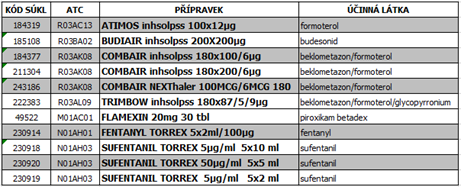 KÓD SÚKL ATC PŘÍPRAVEK ÚČINNÁ LÁTKA
184319 R03AC13 ATIMOS inhsolpss 100x12µg formoterol
185108 R03BA02 BUDIAIR inhsolpss 200X200µg budesonid
184377 R03AK08 COMBAIR inhsolpss 180x100/6µg beklometazon/formoterol
211304 R03AK08 COMBAIR inhsolpss 180x200/6µg beklometazon/formoterol
243186 R03AK08 COMBAIR NEXThaler 100MCG/6MCG 180 beklometazon/formoterol
222383 R03AL09 TRIMBOW inhsolpss 180x87/5/9µg beklometazon/formoterol/glykopyrronium
49522 M01AC01 FLAMEXIN 20mg 30 tbl piroxikam betadex
230914 N01AH01 FENTANYL TORREX 5x2ml/100µg fentanyl
230918 N01AH03 SUFENTANIL TORREX 5µg/ml 5x10 ml sufentanil
230920 N01AH03 SUFENTANIL TORREX 50µg/ml 5x5 ml sufentanil
230919 N01AH03 SUFENTANIL TORREX 5µg/ml 5x2 ml sufentanil